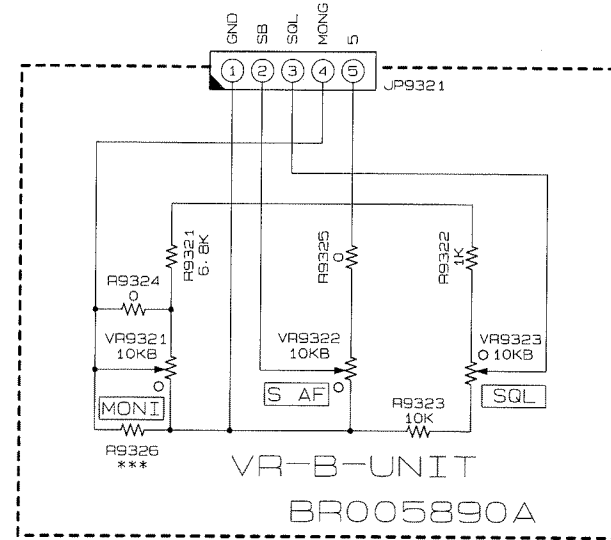 GND
SB
SQL
MONG
5
1 2 3 4 5
JP9321
R9321
6.8K
R9325
0
R9322
1K
R9324
0
VR9321
10KB
VR9322
10KB
VR9323
10KB
MONI
S AF
SQL
R9323
10K
R9326
***
VR-B-UNIT
BR005890A